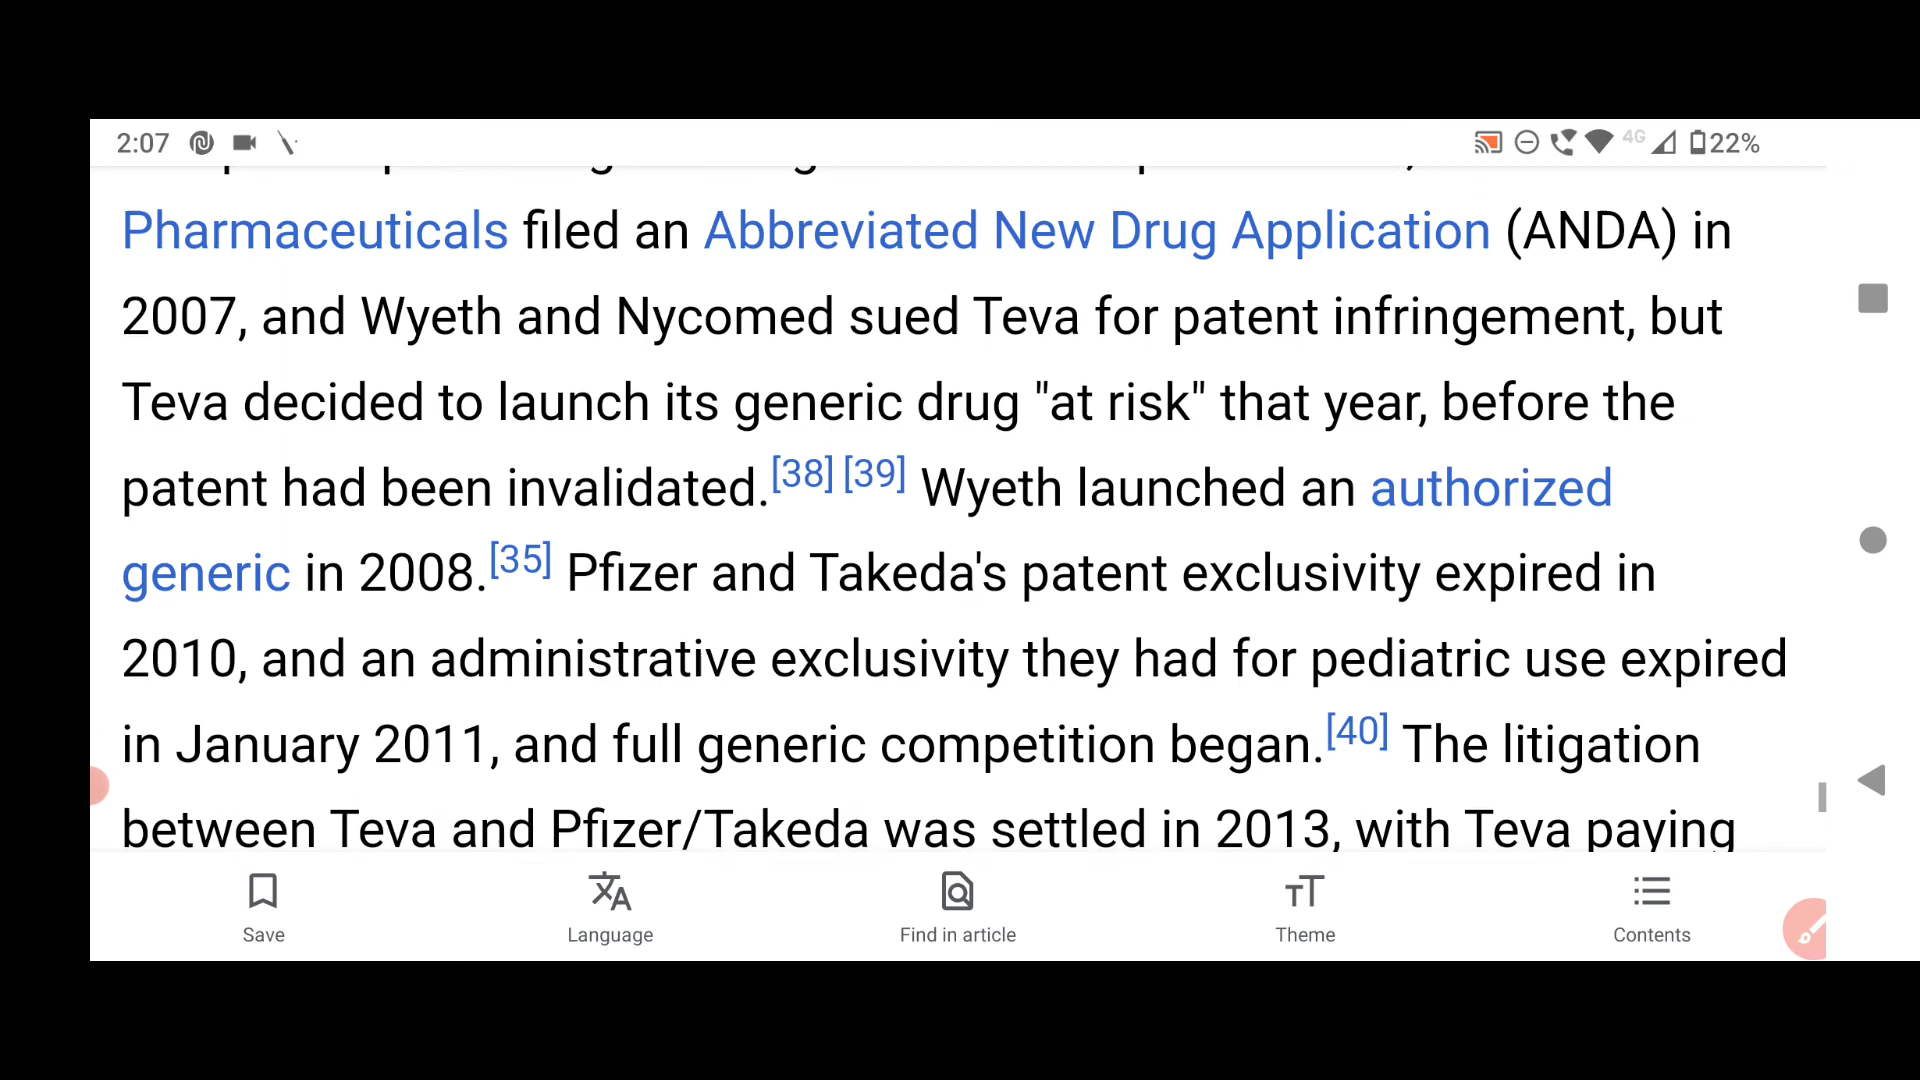 2:07 4G 22%
Pharmaceuticals filed an Abbreviated New Drug Application (ANDA) in
2007, and Wyeth and Nycomed sued Teva for patent infringement, but
Teva decided to launch its generic drug "at risk" that year, before the
patent had been invalidated.[38][39] Wyeth launched an authorized
generic in 2008.[35] Pfizer and Takeda's patent exclusivity expired in
2010, and an administrative exclusivity they had for pediatric use expired
in January 2011, and full generic competition began.[40] The litigation
between Teva and Pfizer/Takeda was settled in 2013, with Teva paying
Save Language Find in article Theme Contents